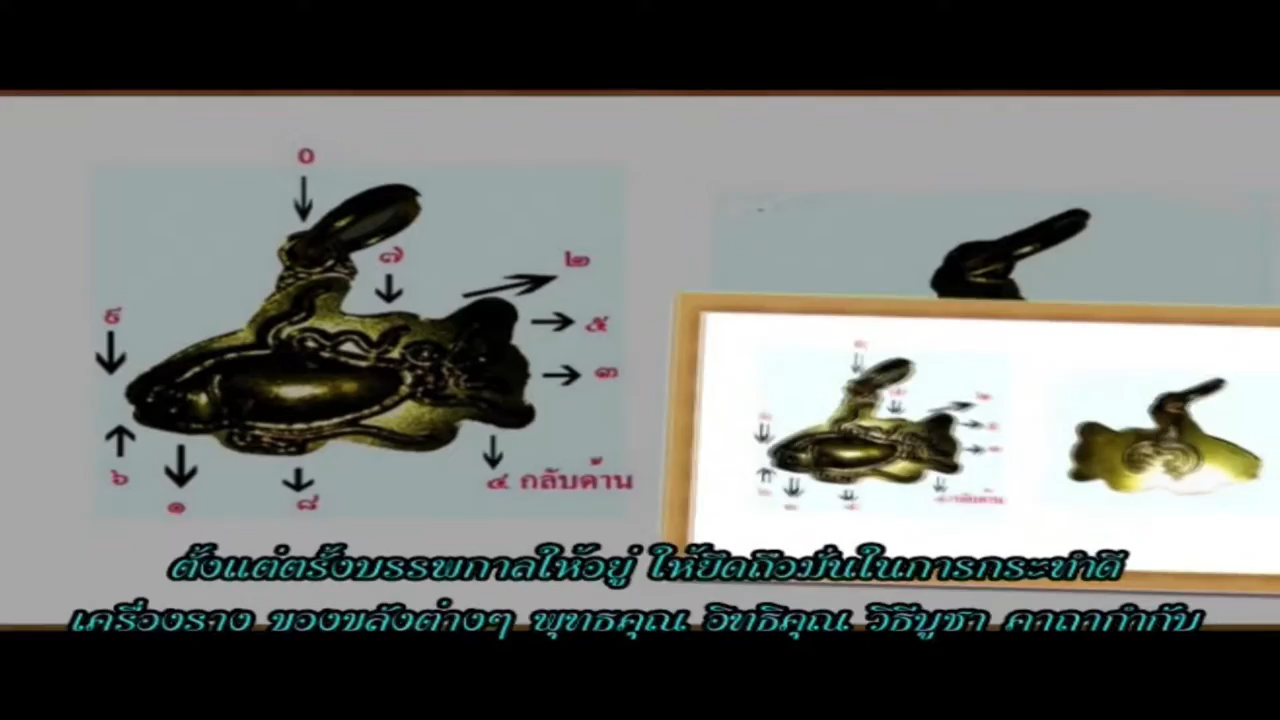 ๐
๗
๒
๕
๓
๖
๑
๘
๔ กลับด้าน
ตั้งแต่ครั้งบรรพกาลให้อยู่ ให้ยึดถือมั่นในการกระทำดี
เครื่องราง ของขลังต่างๆ พุทธคุณ อิทธิคุณ วิธีบูชา คาถากำกับ